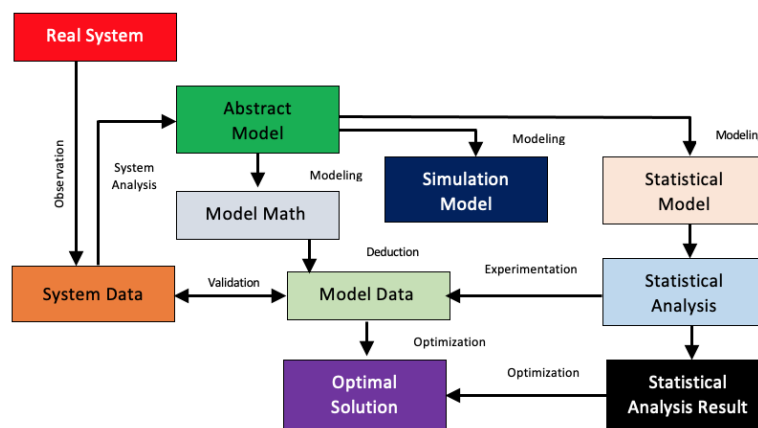 Real System
Abstract
Model
Modeling
Modeling
Observation
System
Analysis
Modeling
Simulation
Model
Statistical
Model
Model Math
Deduction
Experimentation
System Data
Validation
Model Data
Statistical
Analysis
Optimization
Optimization
Optimal
Solution
Statistical
Analysis Result